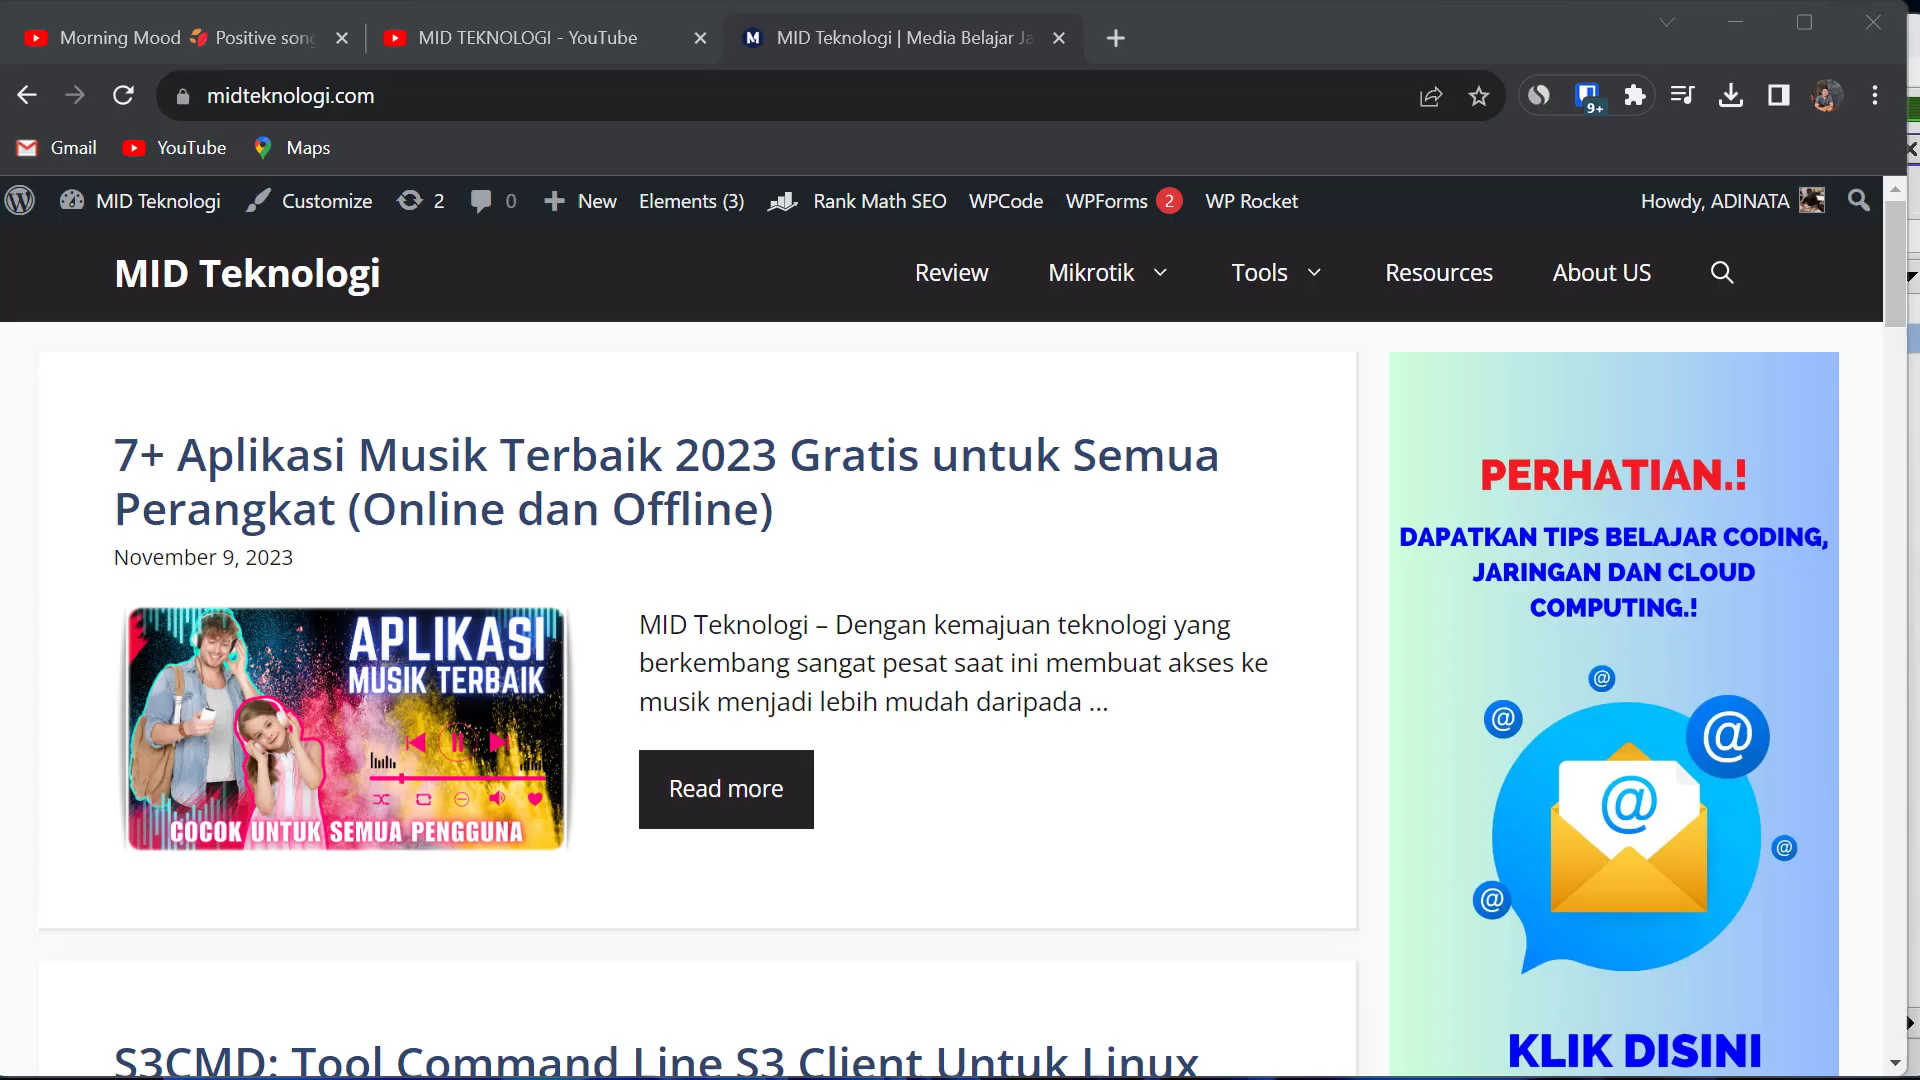 Morning Mood 🍂 Positive song
MID TEKNOLOGI - YouTube
MID Teknologi | Media Belajar Ja
midteknologi.com
9+
Gmail
YouTube
Maps
MID Teknologi
Customize
2
0
New
Elements (3)
Rank Math SEO
WPCode
WPForms 2
WP Rocket
Howdy, ADINATA
MID Teknologi
Review
Mikrotik
Tools
Resources
About US
7+ Aplikasi Musik Terbaik 2023 Gratis untuk Semua
Perangkat (Online dan Offline)
November 9, 2023
APLIKASI
MUSIK TERBAIK
COCOK UNTUK SEMUA PENGGUNA
MID Teknologi – Dengan kemajuan teknologi yang
berkembang sangat pesat saat ini membuat akses ke
musik menjadi lebih mudah daripada ...
Read more
S3CMD: Tool Command Line S3 Client Untuk Linux
PERHATIAN.!
DAPATKAN TIPS BELAJAR CODING,
JARINGAN DAN CLOUD
COMPUTING.!
KLIK DISINI